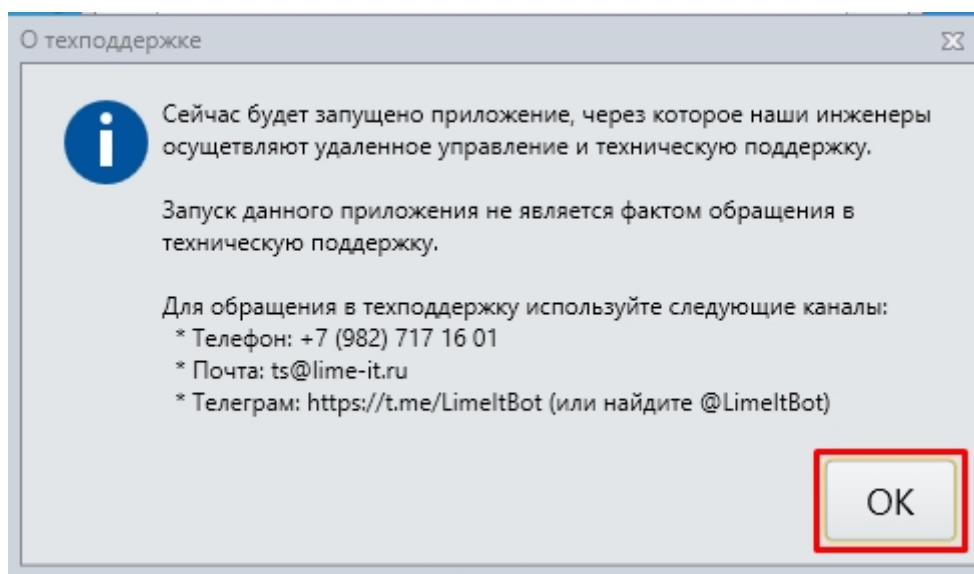 О техподдержке
Сейчас будет запущено приложение, через которое наши инженеры
осущетвляют удаленное управление и техническую поддержку.
Запуск данного приложения не является фактом обращения в
техническую поддержку.
Для обращения в техподдержку используйте следующие каналы:
* Телефон: +7 (982) 717 16 01
* Почта: ts@lime-it.ru
* Телеграм: https://t.me/LimeItBot (или найдите @LimeItBot)
ОК